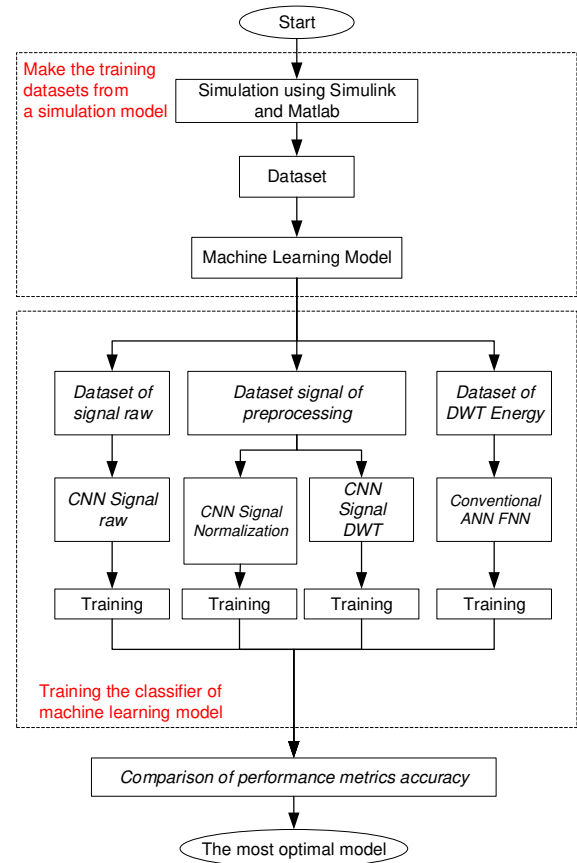 Start
Make the training
datasets from
a simulation model
Simulation using Simulink
and Matlab
Dataset
Machine Learning Model
Dataset of
signal raw
Dataset signal of
preprocessing
Dataset of
DWT Energy
CNN Signal
raw
CNN Signal
Normalization
CNN
Signal
DWT
Conventional
ANN FNN
Training
Training
Training
Training
Training the classifier of
machine learning model
Comparison of performance metrics accuracy
The most optimal model